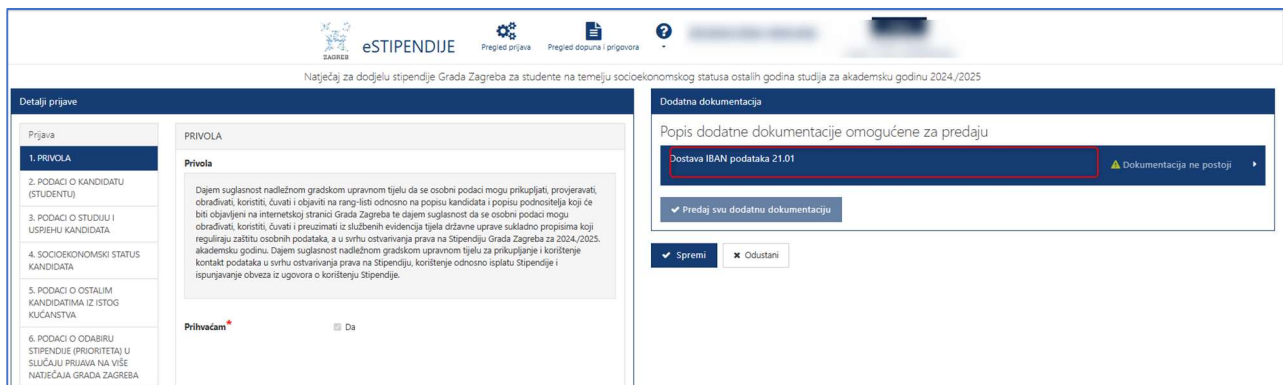 ZAGREB
eSTIPENDIJE
Pregled prijava
Pregled dopuna i prigovora
Natječaj za dodjelu stipendije Grada Zagreba za studente na temelju socioekonomskog statusa ostalih godina studija za akademsku godinu 2024./2025
Detalji prijave
Prijava
1. PRIVOLA
2. PODACI O KANDIDATU
(STUDENTU)
3. PODACI O STUDIJU I
USPJEHU KANDIDATA
4. SOCIOEKONOMSKI STATUS
KANDIDATA
5. PODACI O OSTALIM
KANDIDATIMA IZ ISTOG
KUĆANSTVA
6. PODACI O ODABIRU
STIPENDIJE (PRIORITETA) U
SLUČAJU PRIJAVA NA VIŠE
NATJEČAJA GRADA ZAGREBA
PRIVOLA
Privola
Dajem suglasnost nadležnom gradskom upravnom tijelu da se osobni podaci mogu prikupljati, provjeravati,
obrađivati, koristiti, čuvati i objaviti na rang-listi odnosno na popisu kandidata i popisu podnositelja koji će
biti objavljeni na internetskoj stranici Grada Zagreba te dajem suglasnost da se osobni podaci mogu
obrađivati, koristiti, čuvati i preuzimati iz službenih evidencija tijela državne uprave sukladno propisima koji
reguliraju zaštitu osobnih podataka, a u svrhu ostvarivanja prava na Stipendiju Grada Zagreba za 2024./2025.
akademsku godinu. Dajem suglasnost nadležnom gradskom upravnom tijelu za prikupljanje i korištenje
kontakt podataka u svrhu ostvarivanja prava na Stipendiju, korištenje odnosno isplatu Stipendije i
ispunjavanje obveza iz ugovora o korištenju Stipendije.
Prihvaćam*
Da
Dodatna dokumentacija
Popis dodatne dokumentacije omogućene za predaju
Dostava IBAN podataka 21.01
Dokumentacija ne postoji
Predaj svu dodatnu dokumentaciju
Spremi
Odustani